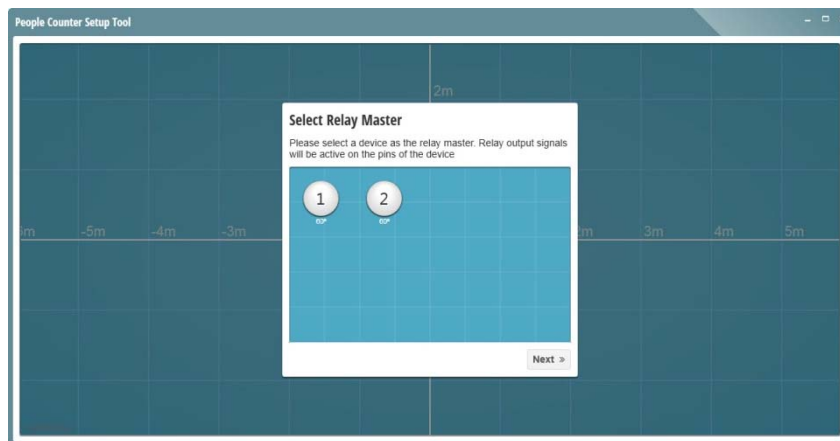 People Counter Setup Tool
2m
Select Relay Master
Please select a device as the relay master. Relay output signals
will be active on the pins of the device
1
2
60°
60°
-5m
-4m
-3m
2m
3m
4m
5m
Next »